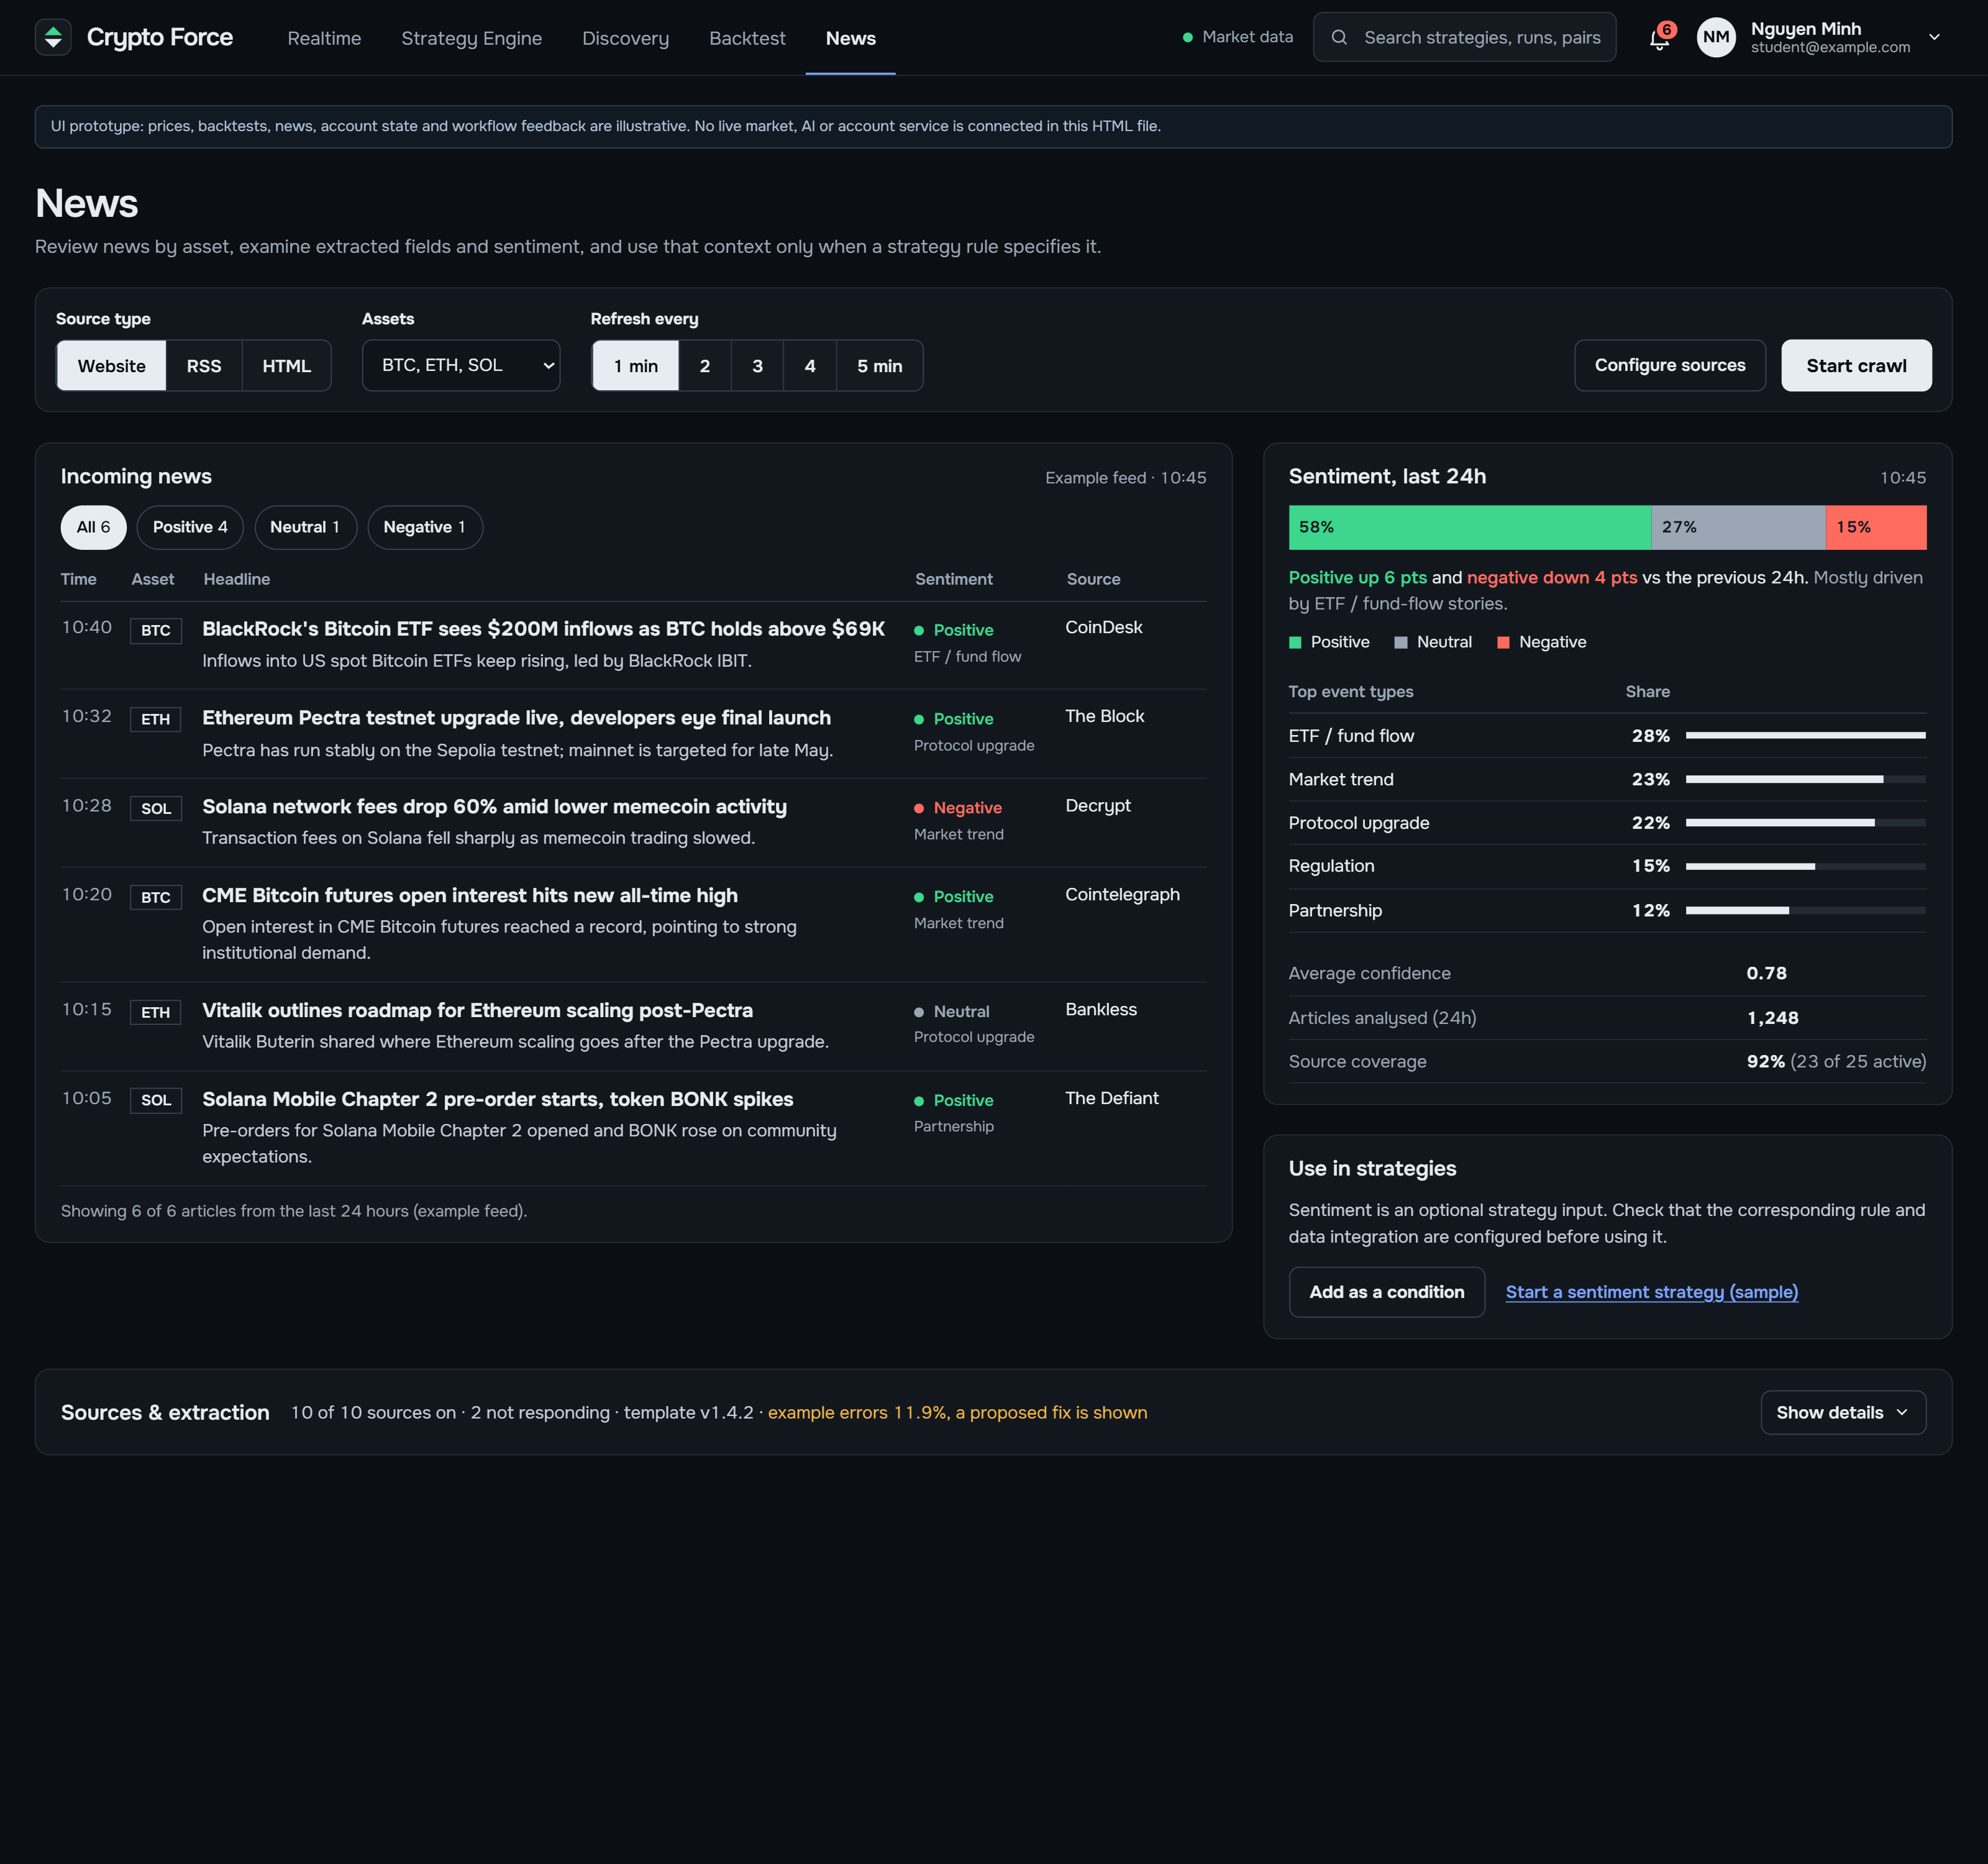 Crypto Force
Realtime
Strategy Engine
Discovery
Backtest
News
Market data
Search strategies, runs, pairs
6
NM
Nguyen Minh
student@example.com
UI prototype: prices, backtests, news, account state and workflow feedback are illustrative. No live market, AI or account service is connected in this HTML file.
News
Review news by asset, examine extracted fields and sentiment, and use that context only when a strategy rule specifies it.
Source type
Assets
Refresh every
Website RSS HTML
BTC, ETH, SOL
1 min 2 3 4 5 min
Configure sources
Start crawl
Incoming news
Example feed · 10:45
All 6
Positive 4
Neutral 1
Negative 1
Time Asset Headline Sentiment Source
10:40 BTC BlackRock's Bitcoin ETF sees $200M inflows as BTC holds above $69K Positive CoinDesk
Inflows into US spot Bitcoin ETFs keep rising, led by BlackRock IBIT. ETF / fund flow
10:32 ETH Ethereum Pectra testnet upgrade live, developers eye final launch Positive The Block
Pectra has run stably on the Sepolia testnet; mainnet is targeted for late May. Protocol upgrade
10:28 SOL Solana network fees drop 60% amid lower memecoin activity Negative Decrypt
Transaction fees on Solana fell sharply as memecoin trading slowed. Market trend
10:20 BTC CME Bitcoin futures open interest hits new all-time high Positive Cointelegraph
Open interest in CME Bitcoin futures reached a record, pointing to strong Market trend
institutional demand.
10:15 ETH Vitalik outlines roadmap for Ethereum scaling post-Pectra Neutral Bankless
Vitalik Buterin shared where Ethereum scaling goes after the Pectra upgrade. Protocol upgrade
10:05 SOL Solana Mobile Chapter 2 pre-order starts, token BONK spikes Positive The Defiant
Pre-orders for Solana Mobile Chapter 2 opened and BONK rose on community Partnership
expectations.
Showing 6 of 6 articles from the last 24 hours (example feed).
Sentiment, last 24h
10:45
58% 27% 15%
Positive up 6 pts and negative down 4 pts vs the previous 24h. Mostly driven
by ETF / fund-flow stories.
Positive Neutral Negative
Top event types Share
ETF / fund flow 28%
Market trend 23%
Protocol upgrade 22%
Regulation 15%
Partnership 12%
Average confidence 0.78
Articles analysed (24h) 1,248
Source coverage 92% (23 of 25 active)
Use in strategies
Sentiment is an optional strategy input. Check that the corresponding rule and
data integration are configured before using it.
Add as a condition
Start a sentiment strategy (sample)
Sources & extraction
10 of 10 sources on · 2 not responding · template v1.4.2 · example errors 11.9%, a proposed fix is shown
Show details